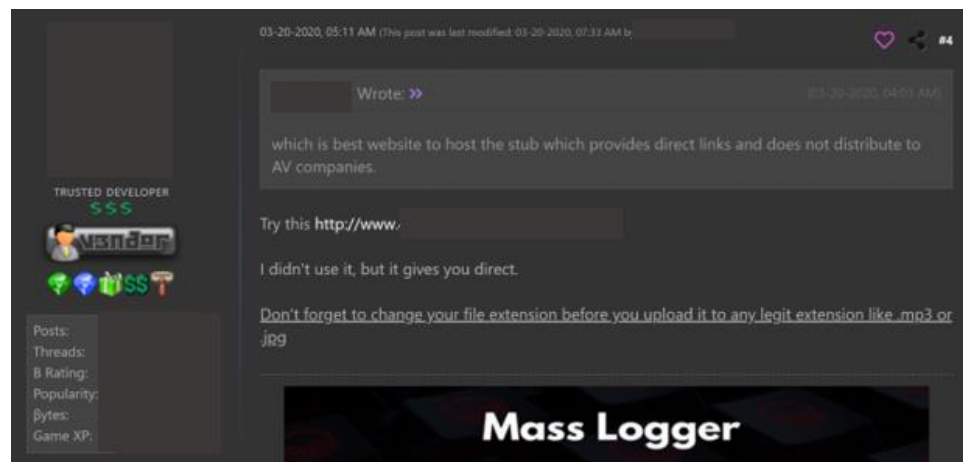 03-20-2020, 05:11 AM (This post was last modified: 03-20-2020, 07:33 AM by
#4
Wrote: »
(03-20-2020, 04:05 AM)
which is best website to host the stub which provides direct links and does not distribute to
AV companies.
TRUSTED DEVELOPER
$$$
v3ndor
$$
Try this http://www.
I didn't use it, but it gives you direct.
Don't forget to change your file extension before you upload it to any legit extension like .mp3 or
.jpg
Posts:
Threads:
B Rating:
Popularity:
βytes:
Game XP:
Mass Logger